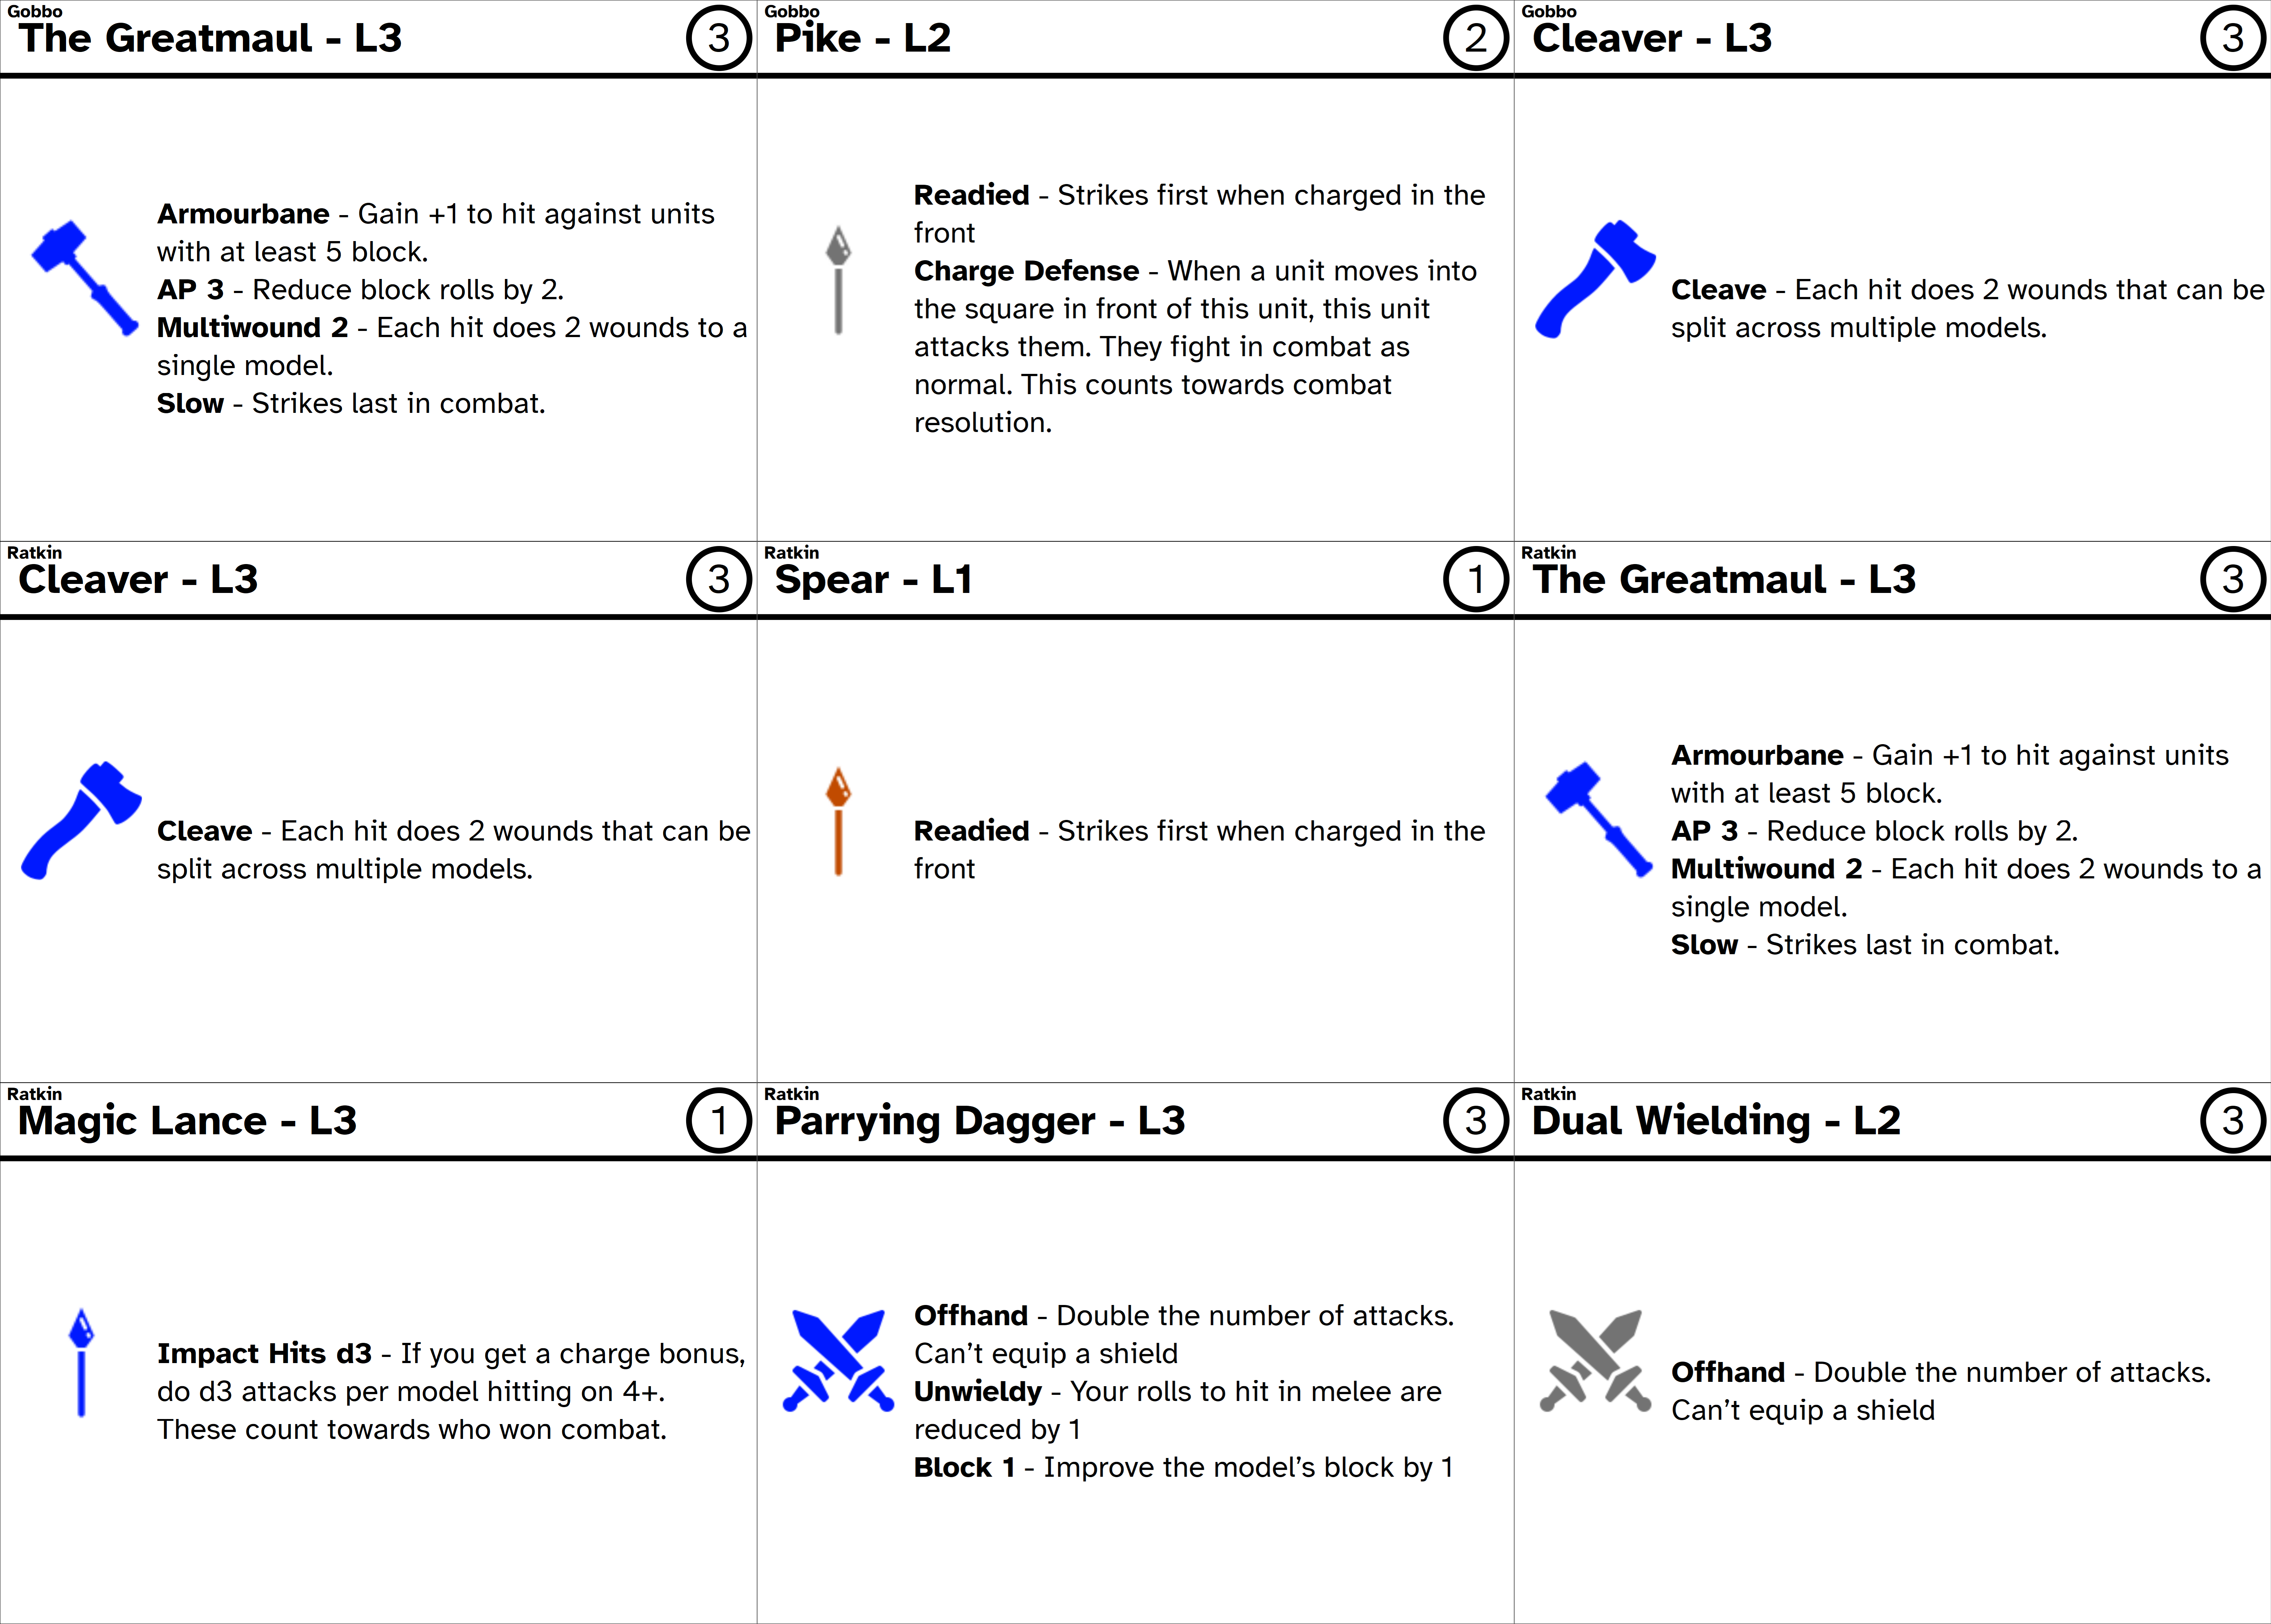 Gobbo
The Greatmaul - L3
3
Armourbane - Gain +1 to hit against units
with at least 5 block.
AP 3 - Reduce block rolls by 2.
Multiwound 2 - Each hit does 2 wounds to a
single model.
Slow - Strikes last in combat.
Gobbo
Pike - L2
2
Readied - Strikes first when charged in the
front
Charge Defense - When a unit moves into
the square in front of this unit, this unit
attacks them. They fight in combat as
normal. This counts towards combat
resolution.
Gobbo
Cleaver - L3
3
Cleave - Each hit does 2 wounds that can be
split across multiple models.
Ratkin
Cleaver - L3
3
Cleave - Each hit does 2 wounds that can be
split across multiple models.
Ratkin
Spear - L1
1
Readied - Strikes first when charged in the
front
Ratkin
The Greatmaul - L3
3
Armourbane - Gain +1 to hit against units
with at least 5 block.
AP 3 - Reduce block rolls by 2.
Multiwound 2 - Each hit does 2 wounds to a
single model.
Slow - Strikes last in combat.
Ratkin
Magic Lance - L3
1
Impact Hits d3 - If you get a charge bonus,
do d3 attacks per model hitting on 4+.
These count towards who won combat.
Ratkin
Parrying Dagger - L3
3
Offhand - Double the number of attacks.
Can't equip a shield
Unwieldy - Your rolls to hit in melee are
reduced by 1
Block 1 - Improve the model's block by 1
Ratkin
Dual Wielding - L2
3
Offhand - Double the number of attacks.
Can't equip a shield